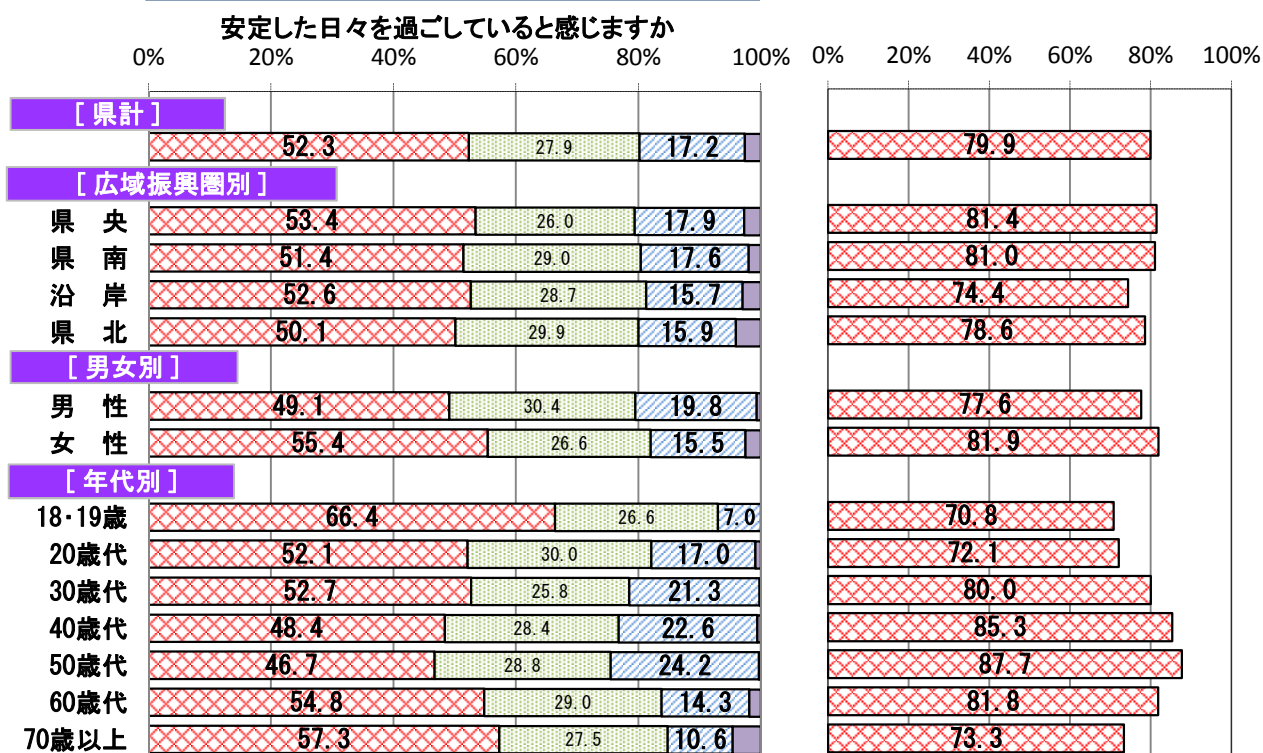 安定した日々を過ごしていると感じますか
0% 20% 40% 60% 80% 100% 0% 20% 40% 60% 80% 100%
[ 県計 ]
52.3 27.9 17.2 79.9
[ 広域振興圏別 ]
県 央 53.4 26.0 17.9 81.4
県 南 51.4 29.0 17.6 81.0
沿 岸 52.6 28.7 15.7 74.4
県 北 50.1 29.9 15.9 78.6
[ 男女別 ]
男 性 49.1 30.4 19.8 77.6
女 性 55.4 26.6 15.5 81.9
[ 年代別 ]
18・19歳 66.4 26.6 7.0 70.8
20歳代 52.1 30.0 17.0 72.1
30歳代 52.7 25.8 21.3 80.0
40歳代 48.4 28.4 22.6 85.3
50歳代 46.7 28.8 24.2 87.7
60歳代 54.8 29.0 14.3 81.8
70歳以上 57.3 27.5 10.6 73.3